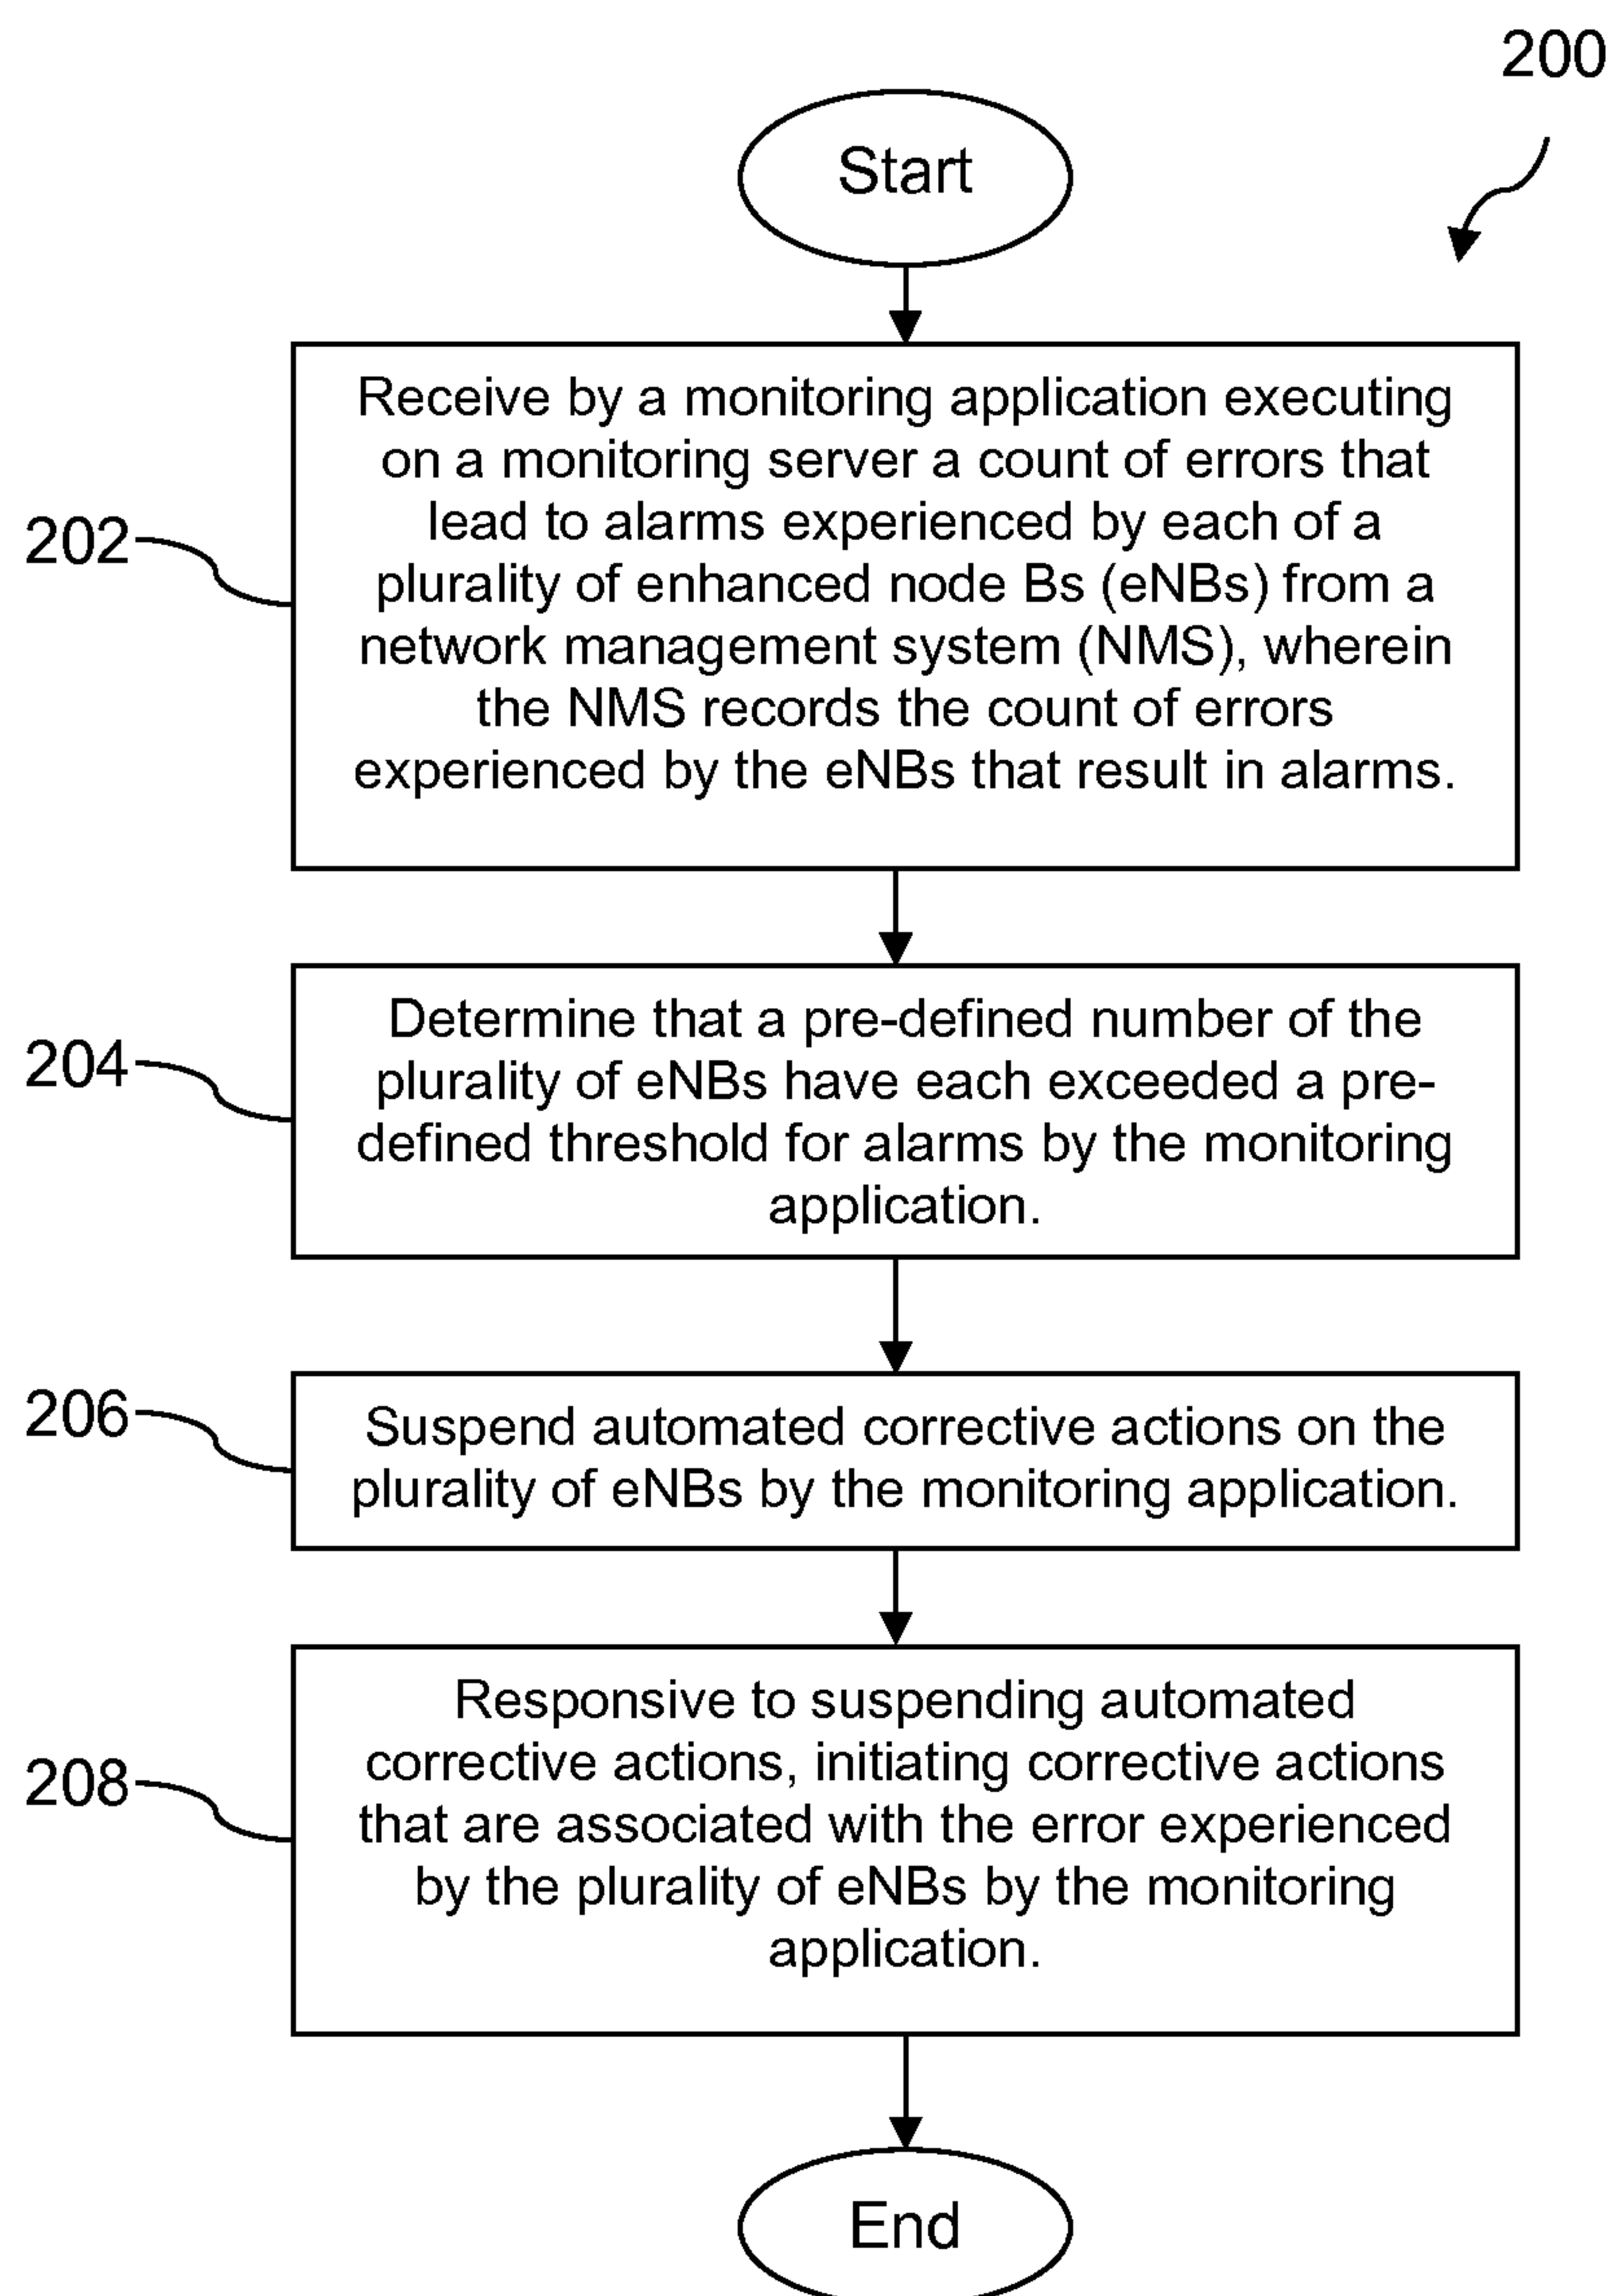 200
Start
202
Receive by a monitoring application executing
on a monitoring server a count of errors that
lead to alarms experienced by each of a
plurality of enhanced node Bs (eNBs) from a
network management system (NMS), wherein
the NMS records the count of errors
experienced by the eNBs that result in alarms.
204
Determine that a pre-defined number of the
plurality of eNBs have each exceeded a pre-
defined threshold for alarms by the monitoring
application.
206
Suspend automated corrective actions on the
plurality of eNBs by the monitoring application.
208
Responsive to suspending automated
corrective actions, initiating corrective actions
that are associated with the error experienced
by the plurality of eNBs by the monitoring
application.
End